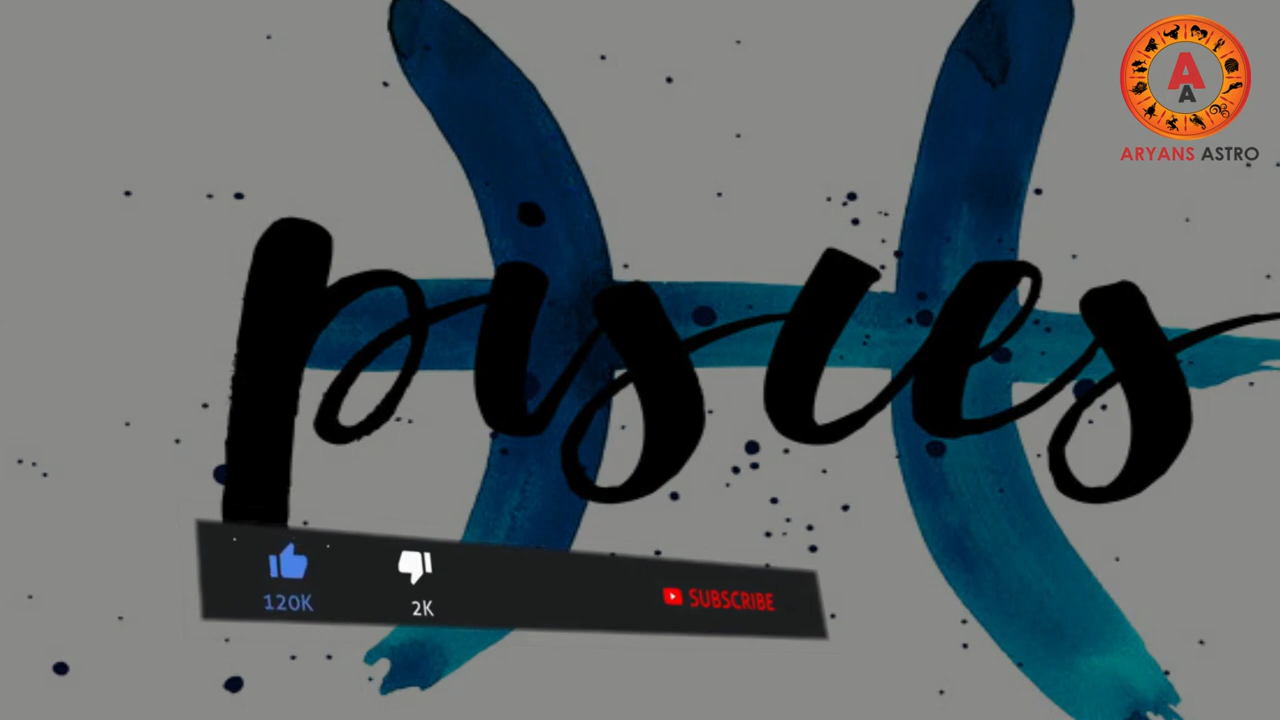 A
A
ARYANS ASTRO
pisces
120K
2K
SUBSCRIBE